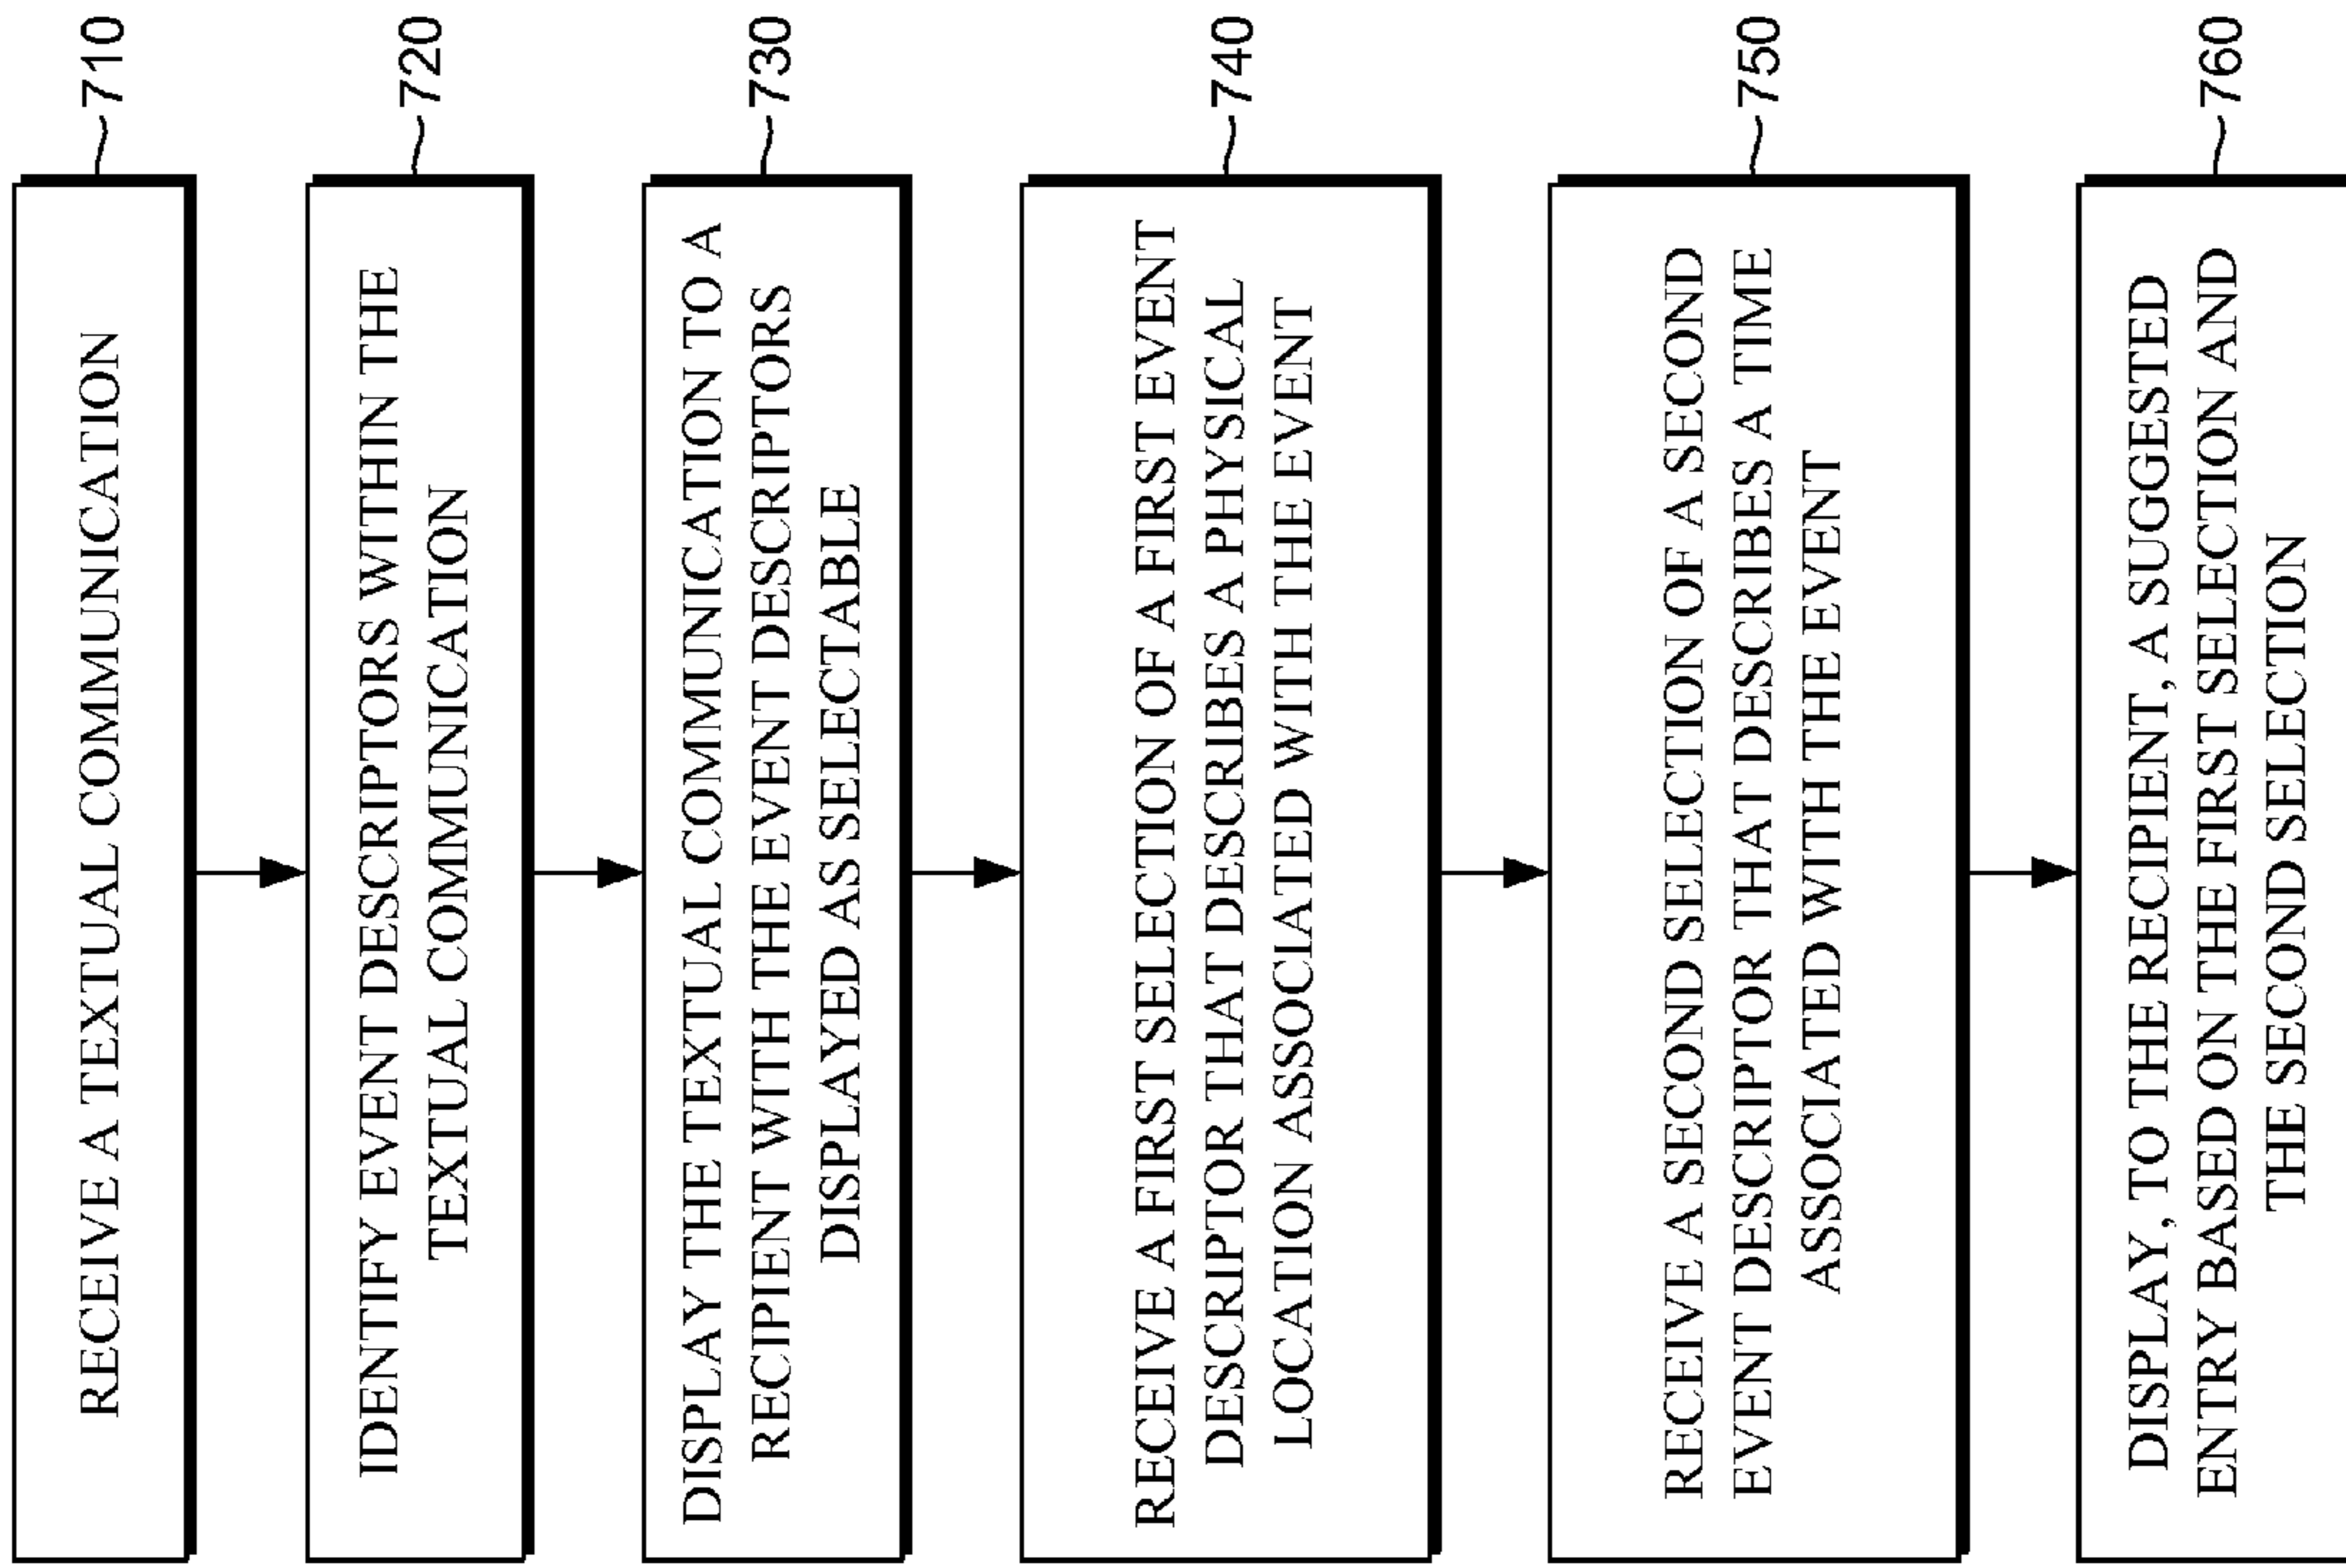 RECEIVE A TEXTUAL COMMUNICATION
710
IDENTIFY EVENT DESCRIPTORS WITHIN THE
TEXTUAL COMMUNICATION
720
DISPLAY THE TEXTUAL COMMUNICATION TO A
RECIPIENT WITH THE EVENT DESCRIPTORS
DISPLAYED AS SELECTABLE
730
RECEIVE A FIRST SELECTION OF A FIRST EVENT
DESCRIPTOR THAT DESCRIBES A PHYSICAL
LOCATION ASSOCIATED WITH THE EVENT
740
RECEIVE A SECOND SELECTION OF A SECOND
EVENT DESCRIPTOR THAT DESCRIBES A TIME
ASSOCIATED WITH THE EVENT
750
DISPLAY, TO THE RECIPIENT, A SUGGESTED
ENTRY BASED ON THE FIRST SELECTION AND
THE SECOND SELECTION
760